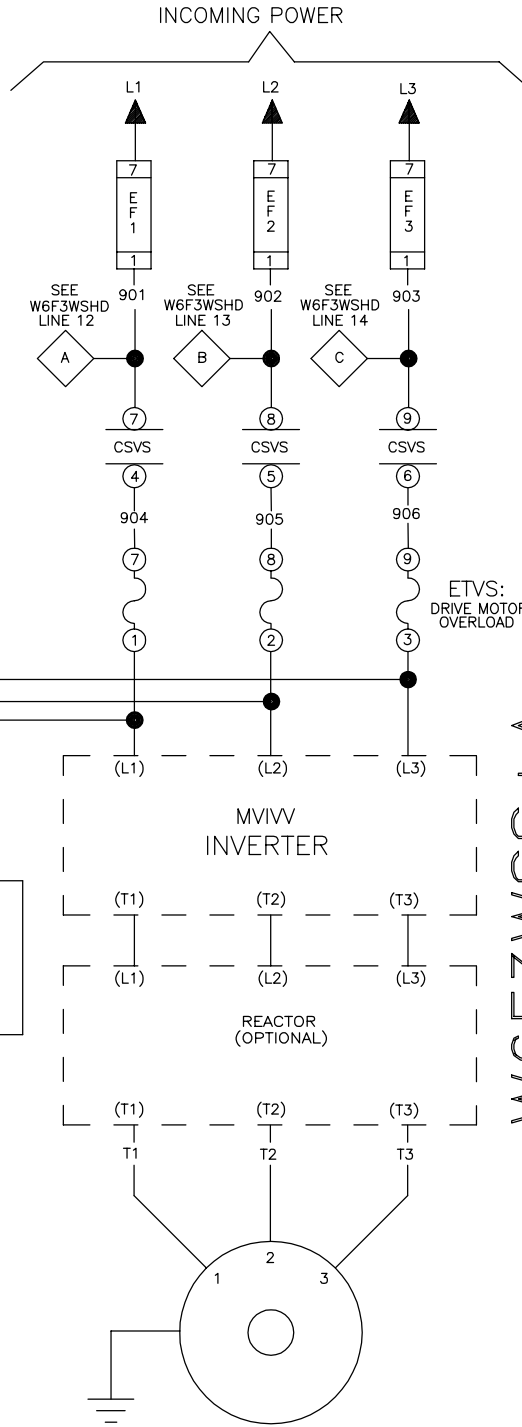 INCOMING POWER
L1 L2 L3
7 7 7
E E E
F F F
1 2 3
1 1 1
901 902 903
SEE SEE SEE
W6F3WSHD W6F3WSHD W6F3WSHD
LINE 12 LINE 13 LINE 14
A B C
7 8 9
CSVS CSVS CSVS
4 5 6
904 905 906
7 8 9
ETVS:
DRIVE MOTOR
OVERLOAD
1 2 3
(L1) (L2) (L3)
MVIVV
INVERTER
(T1) (T2) (T3)
(L1) (L2) (L3)
REACTOR
(OPTIONAL)
(T1) (T2) (T3)
T1 T2 T3
1 2 3